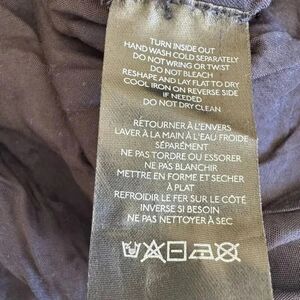 TURN INSIDE OUT
HAND WASH COLD SEPARATELY
DO NOT WRING OR TWIST
DO NOT BLEACH
RESHAPE AND LAY FLAT TO DRY
COOL IRON ON REVERSE SIDE
IF NEEDED
DO NOT DRY CLEAN
RETOURNER À L'ENVERS
LAVER À LA MAIN À L'EAU FROIDE
SÉPARÉMENT
NE PAS TORDRE OU ESSORER
NE PAS BLANCHIR
METTRE EN FORME ET SECHER
À PLAT
REFROIDIR LE FER SUR LE CÔTÉ
INVERSE SI BESOIN
NE PAS NETTOYER À SEC